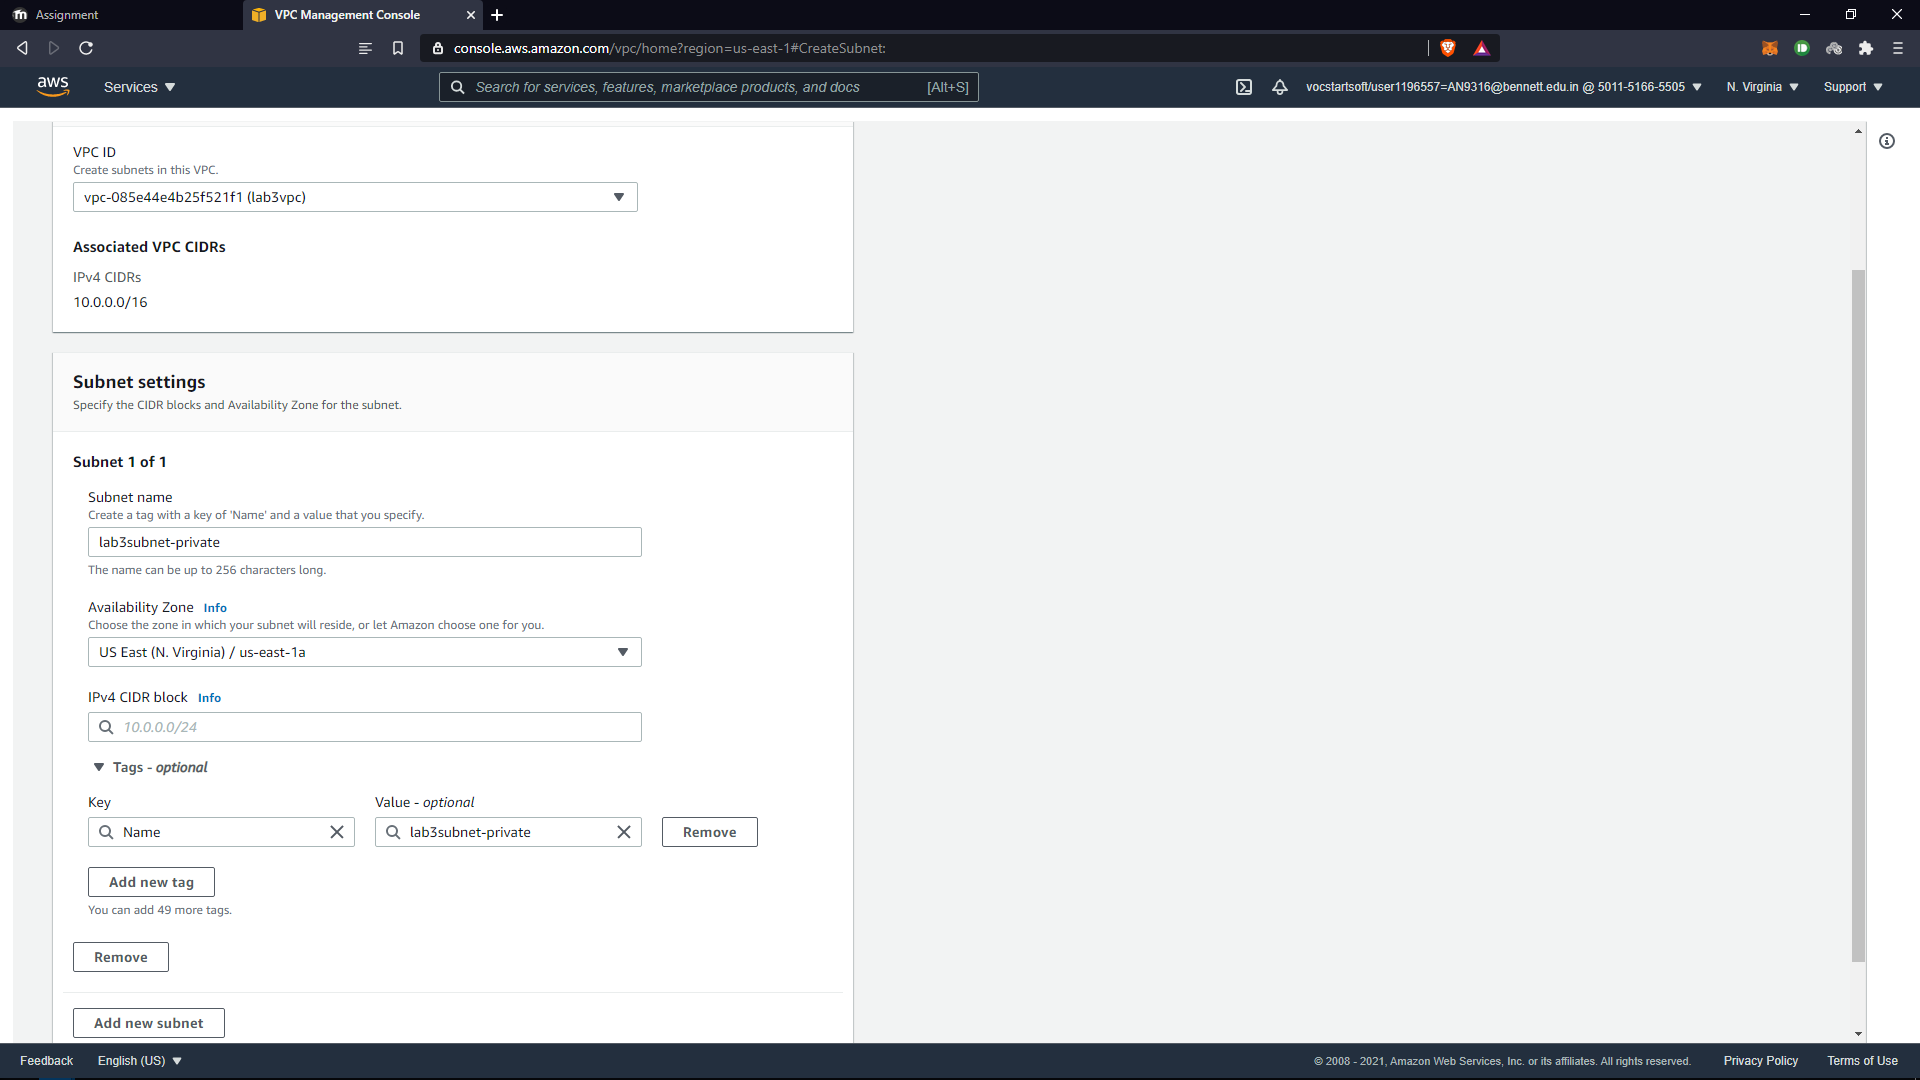 Assignment
VPC Management Console
console.aws.amazon.com/vpc/home?region=us-east-1#CreateSubnet:
aws
Services
Search for services, features, marketplace products, and docs [Alt+S]
vocstartsoft/user1196557=AN9316@bennett.edu.in @ 5011-5166-5505
N. Virginia
Support
VPC ID
Create subnets in this VPC.
vpc-085e44e4b25f521f1 (lab3vpc)
Associated VPC CIDRs
IPv4 CIDRs
10.0.0.0/16
Subnet settings
Specify the CIDR blocks and Availability Zone for the subnet.
Subnet 1 of 1
Subnet name
Create a tag with a key of 'Name' and a value that you specify.
lab3subnet-private
The name can be up to 256 characters long.
Availability Zone Info
Choose the zone in which your subnet will reside, or let Amazon choose one for you.
US East (N. Virginia) / us-east-1a
IPv4 CIDR block Info
10.0.0.0/24
Tags - optional
Key Value - optional
Name lab3subnet-private Remove
Add new tag
You can add 49 more tags.
Remove
Add new subnet
Feedback English (US) © 2008 - 2021, Amazon Web Services, Inc. or its affiliates. All rights reserved. Privacy Policy Terms of Use